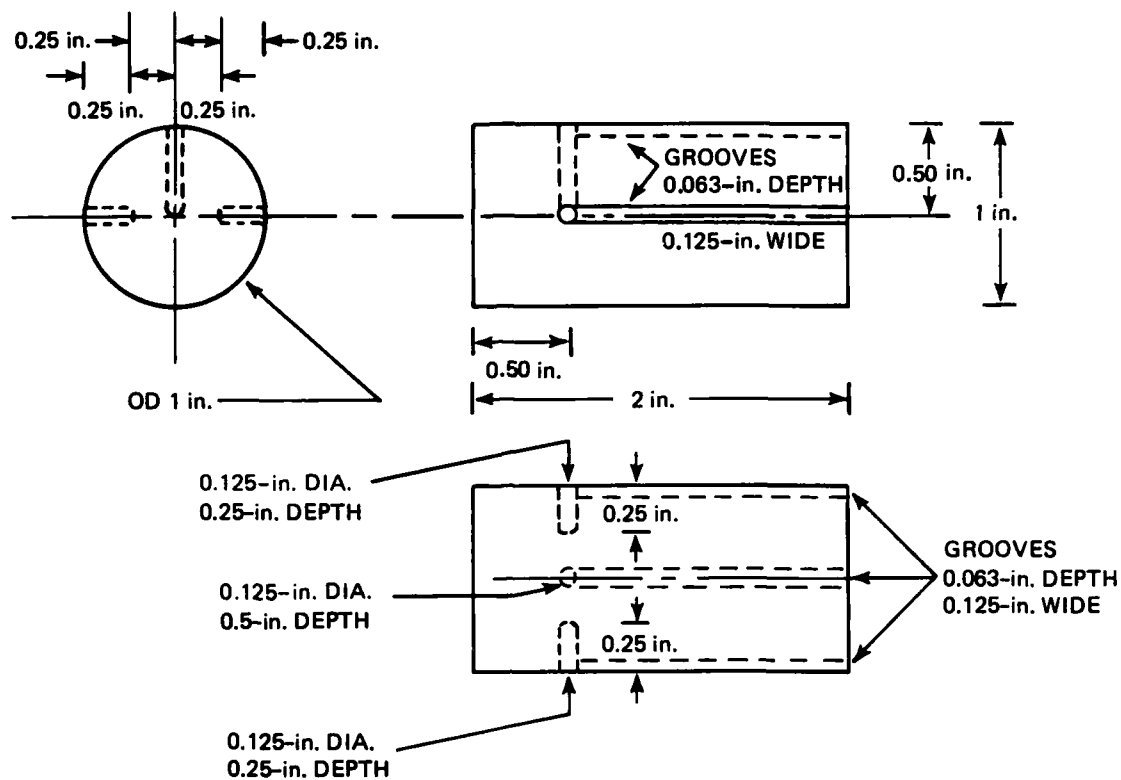 0.25 in.
0.25 in.
0.25 in.
0.25 in.
OD 1 in.
GROOVES
0.063-in. DEPTH
0.125-in. WIDE
0.50 in.
1 in.
0.50 in.
2 in.
0.125-in. DIA.
0.25-in. DEPTH
0.25 in.
0.125-in. DIA.
0.5-in. DEPTH
0.25 in.
GROOVES
0.063-in. DEPTH
0.125-in. WIDE
0.125-in. DIA.
0.25-in. DEPTH